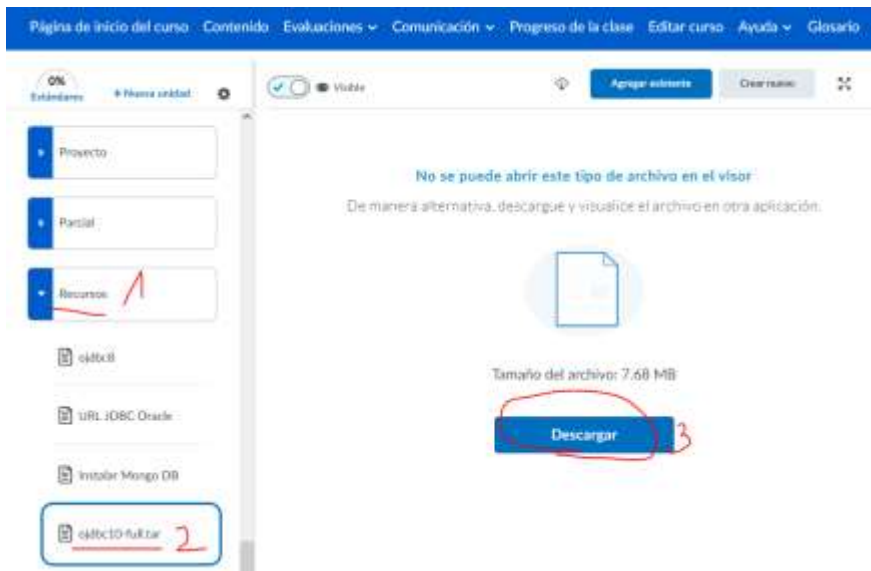 Página de inicio del curso Contenido Evaluaciones Comunicación Progreso de la clase Editar curso Ayuda Glosario
0%
Estándares
+ Nueva unidad
Visible
Agregar existente
Crear nuevo
Proyecto
Parcial
Recursos 1
ojdbc8
URL JDBC Oracle
Instalar Mongo DB
ojdbc10-full.tar 2
No se puede abrir este tipo de archivo en el visor
De manera alternativa, descargue y visualice el archivo en otra aplicación.
Tamaño del archivo: 7.68 MB
Descargar 3